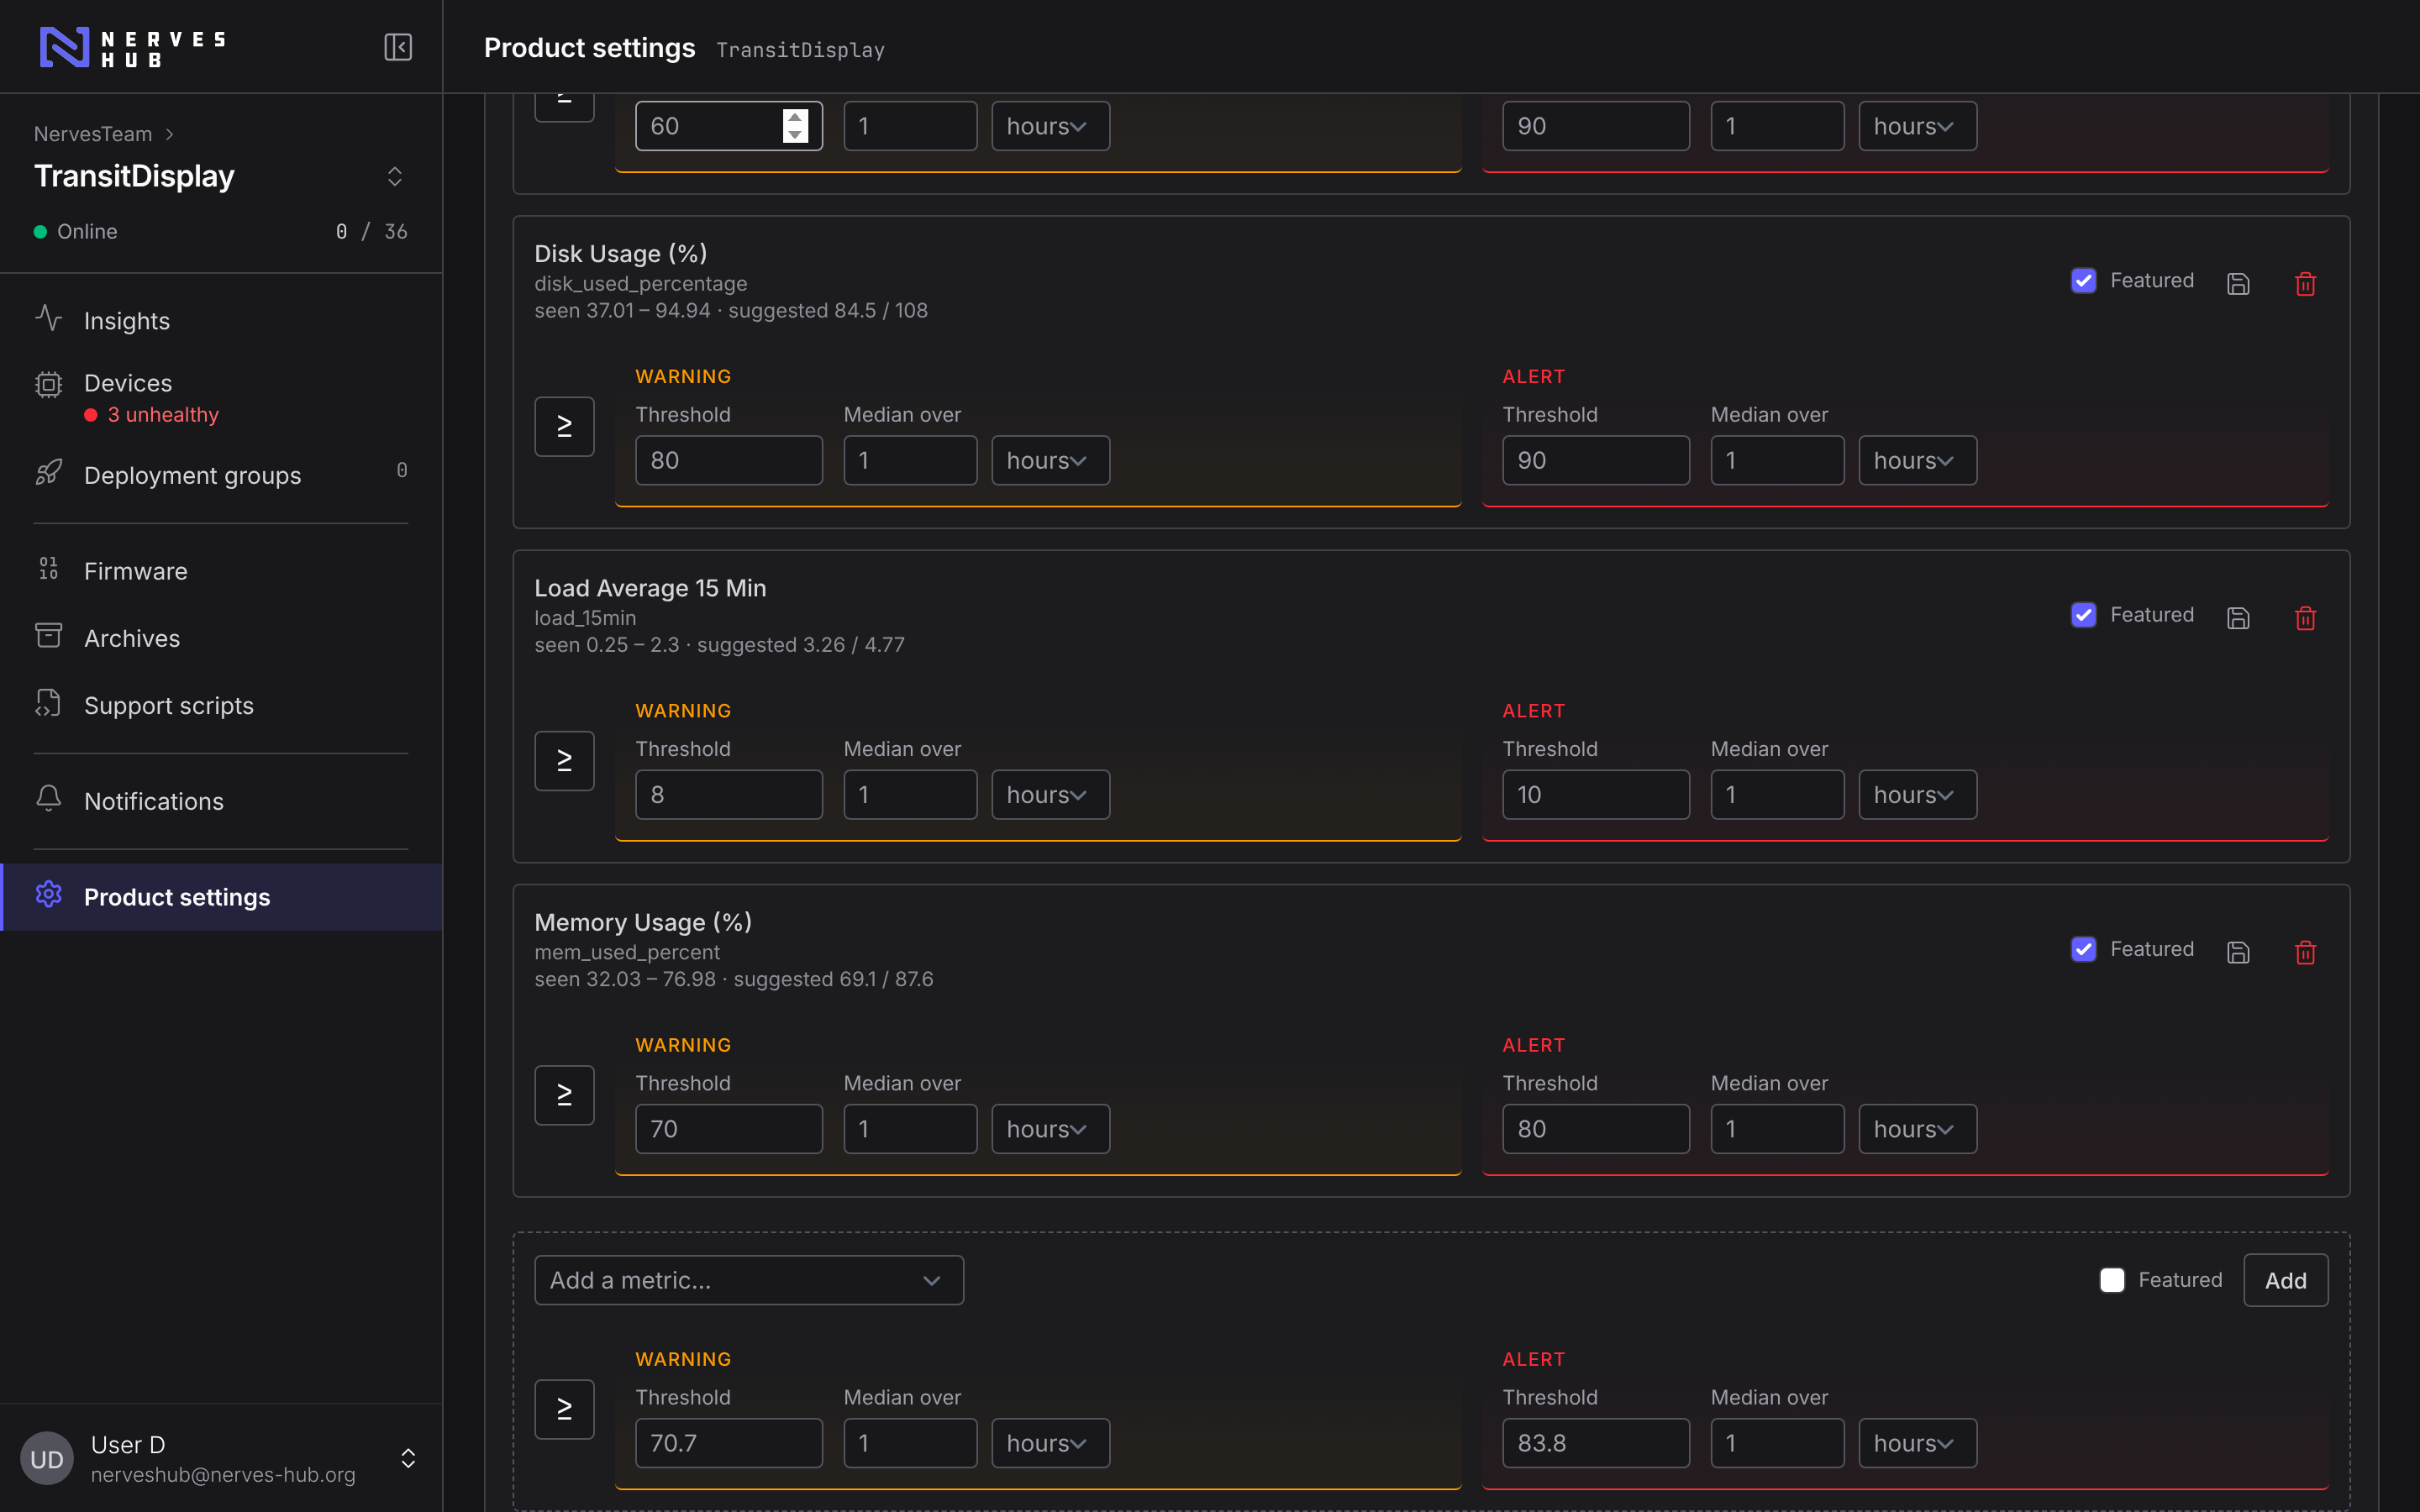 NERVES
HUB
Product settings TransitDisplay
NervesTeam
TransitDisplay
Online 0 / 36
Insights
Devices
3 unhealthy
Deployment groups 0
Firmware
Archives
Support scripts
Notifications
Product settings
UD
User D
nerveshub@nerves-hub.org
≥ 60 1 hours 90 1 hours
Disk Usage (%)
disk_used_percentage
seen 37.01 – 94.94 · suggested 84.5 / 108
Featured
WARNING ALERT
Threshold Median over Threshold Median over
≥ 80 1 hours 90 1 hours
Load Average 15 Min
load_15min
seen 0.25 – 2.3 · suggested 3.26 / 4.77
Featured
WARNING ALERT
Threshold Median over Threshold Median over
≥ 8 1 hours 10 1 hours
Memory Usage (%)
mem_used_percent
seen 32.03 – 76.98 · suggested 69.1 / 87.6
Featured
WARNING ALERT
Threshold Median over Threshold Median over
≥ 70 1 hours 80 1 hours
Add a metric... Featured Add
WARNING ALERT
Threshold Median over Threshold Median over
≥ 70.7 1 hours 83.8 1 hours